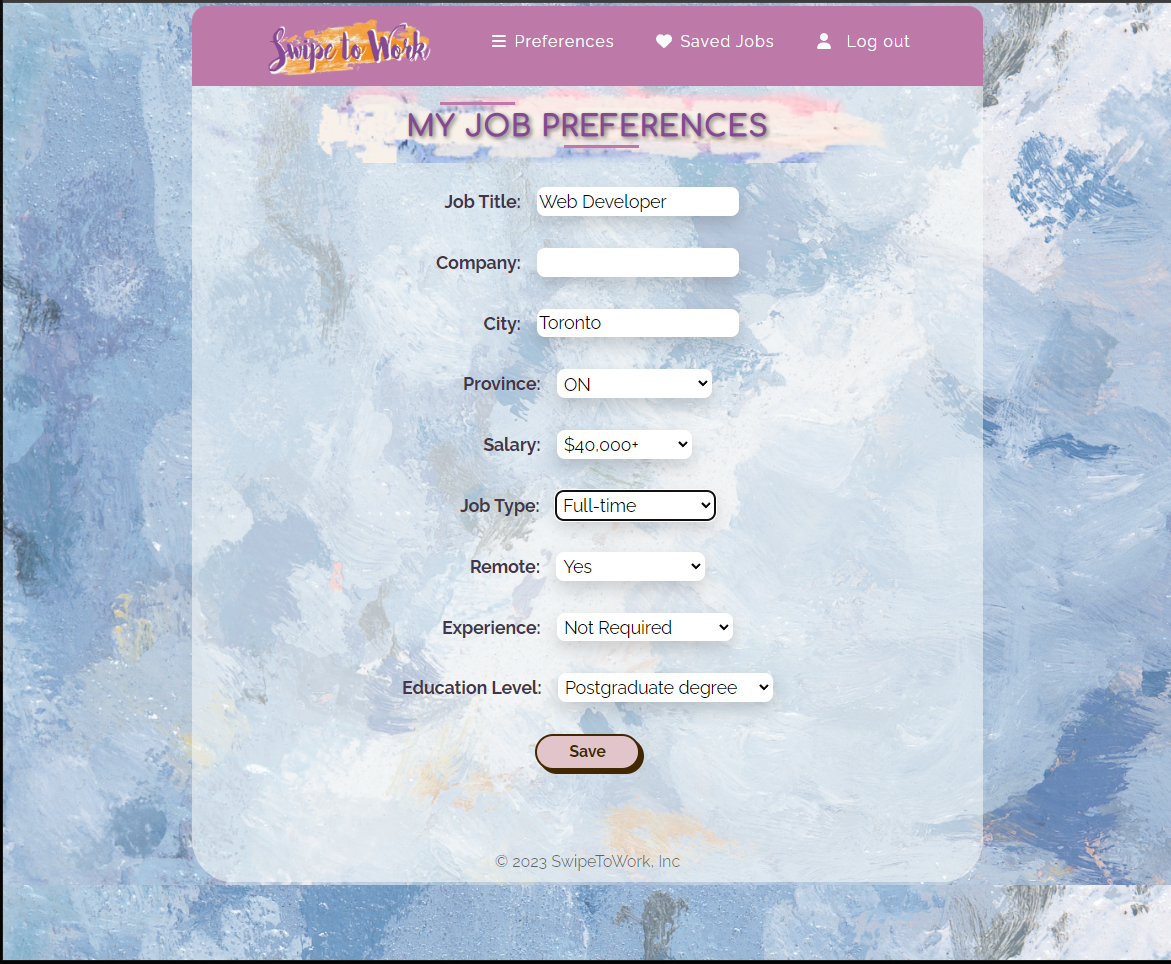 Swipe to Work Preferences Saved Jobs Log out
MY JOB PREFERENCES
Job Title: Web Developer
Company:
City: Toronto
Province: ON
Salary: $40,000+
Job Type: Full-time
Remote: Yes
Experience: Not Required
Education Level: Postgraduate degree
Save
© 2023 SwipeToWork, Inc